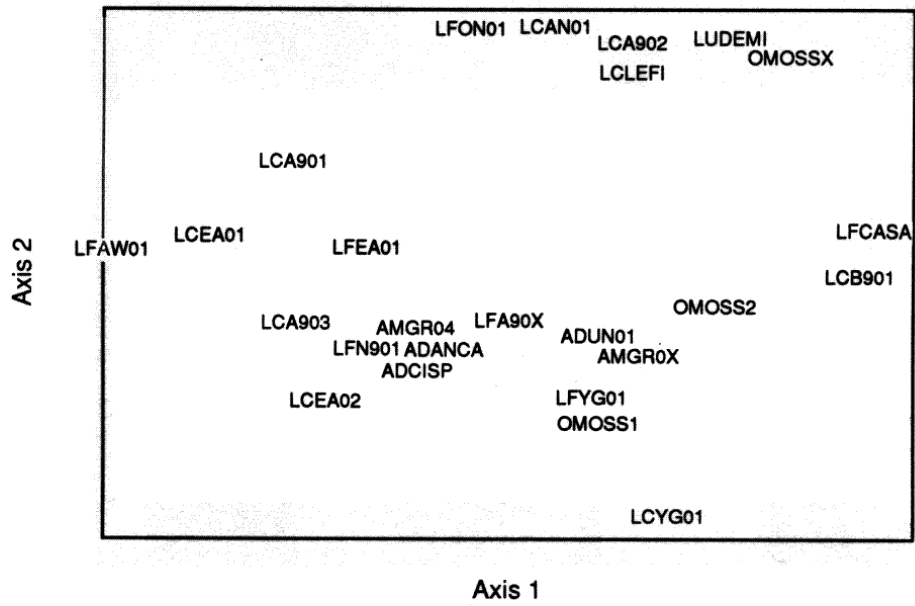 LFON01 LCAN01
LCA902 LUDEMI
OMOSSX
LCLEFI
LCA901
LFCASA
LFAW01 LCEA01 LFEA01
LCB901
OMOSS2
LCA903 AMGR04 LFA90X
ADUN01
LFN901 ADANCA AMGR0X
ADCISP
LCEA02 LFYG01
OMOSS1
LCYG01
Axis 2
Axis 1